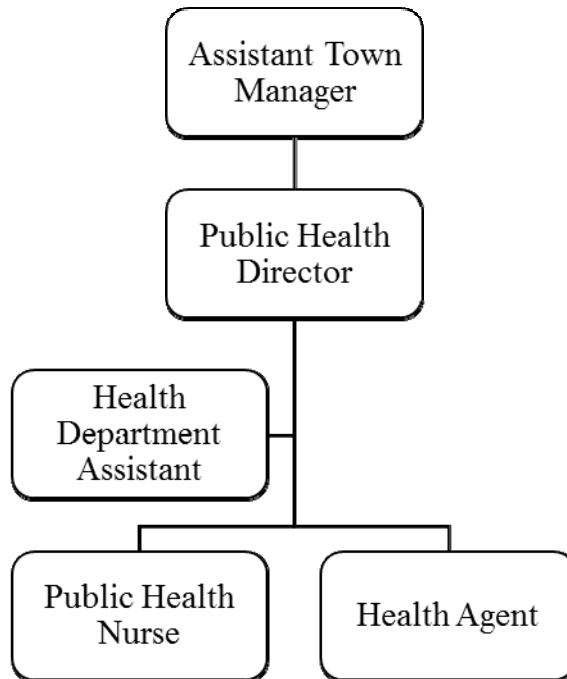 Assistant Town
Manager
Public Health
Director
Health
Department
Assistant
Public Health
Nurse
Health Agent